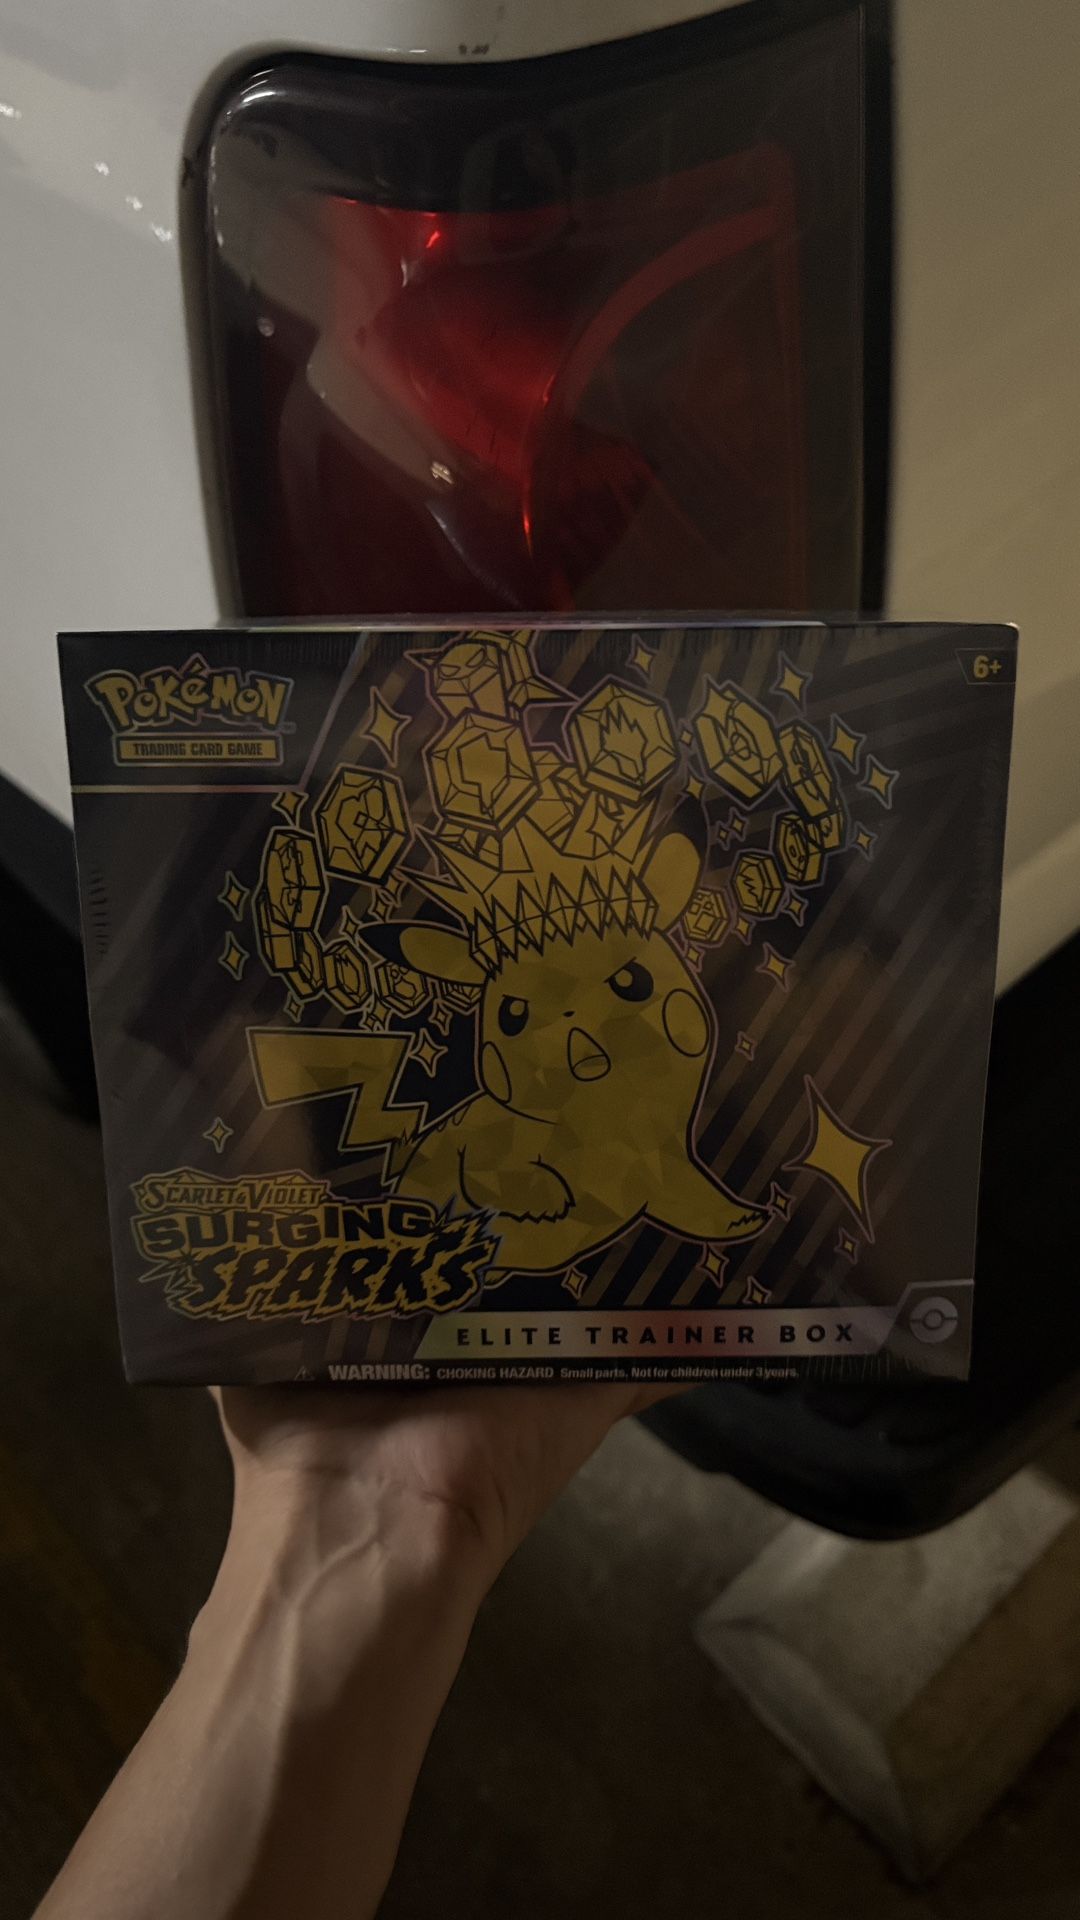 POKéMON
TRADING CARD GAME
6+
SCARLET & VIOLET
SURGING
SPARKS
ELITE TRAINER BOX
WARNING: CHOKING HAZARD Small parts. Not for children under 3 years.